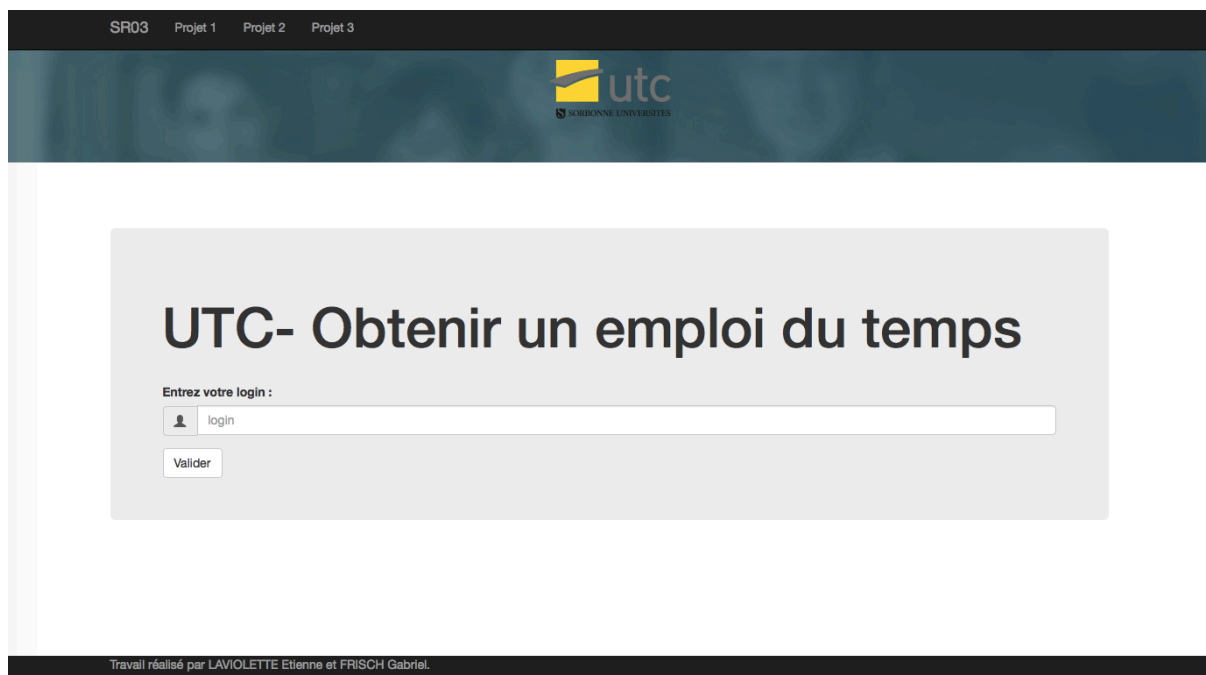 SR03 Projet 1 Projet 2 Projet 3
utc
SORBONNE UNIVERSITES
UTC- Obtenir un emploi du temps
Entrez votre login :
login
Valider
Travail réalisé par LAVIOLETTE Etienne et FRISCH Gabriel.